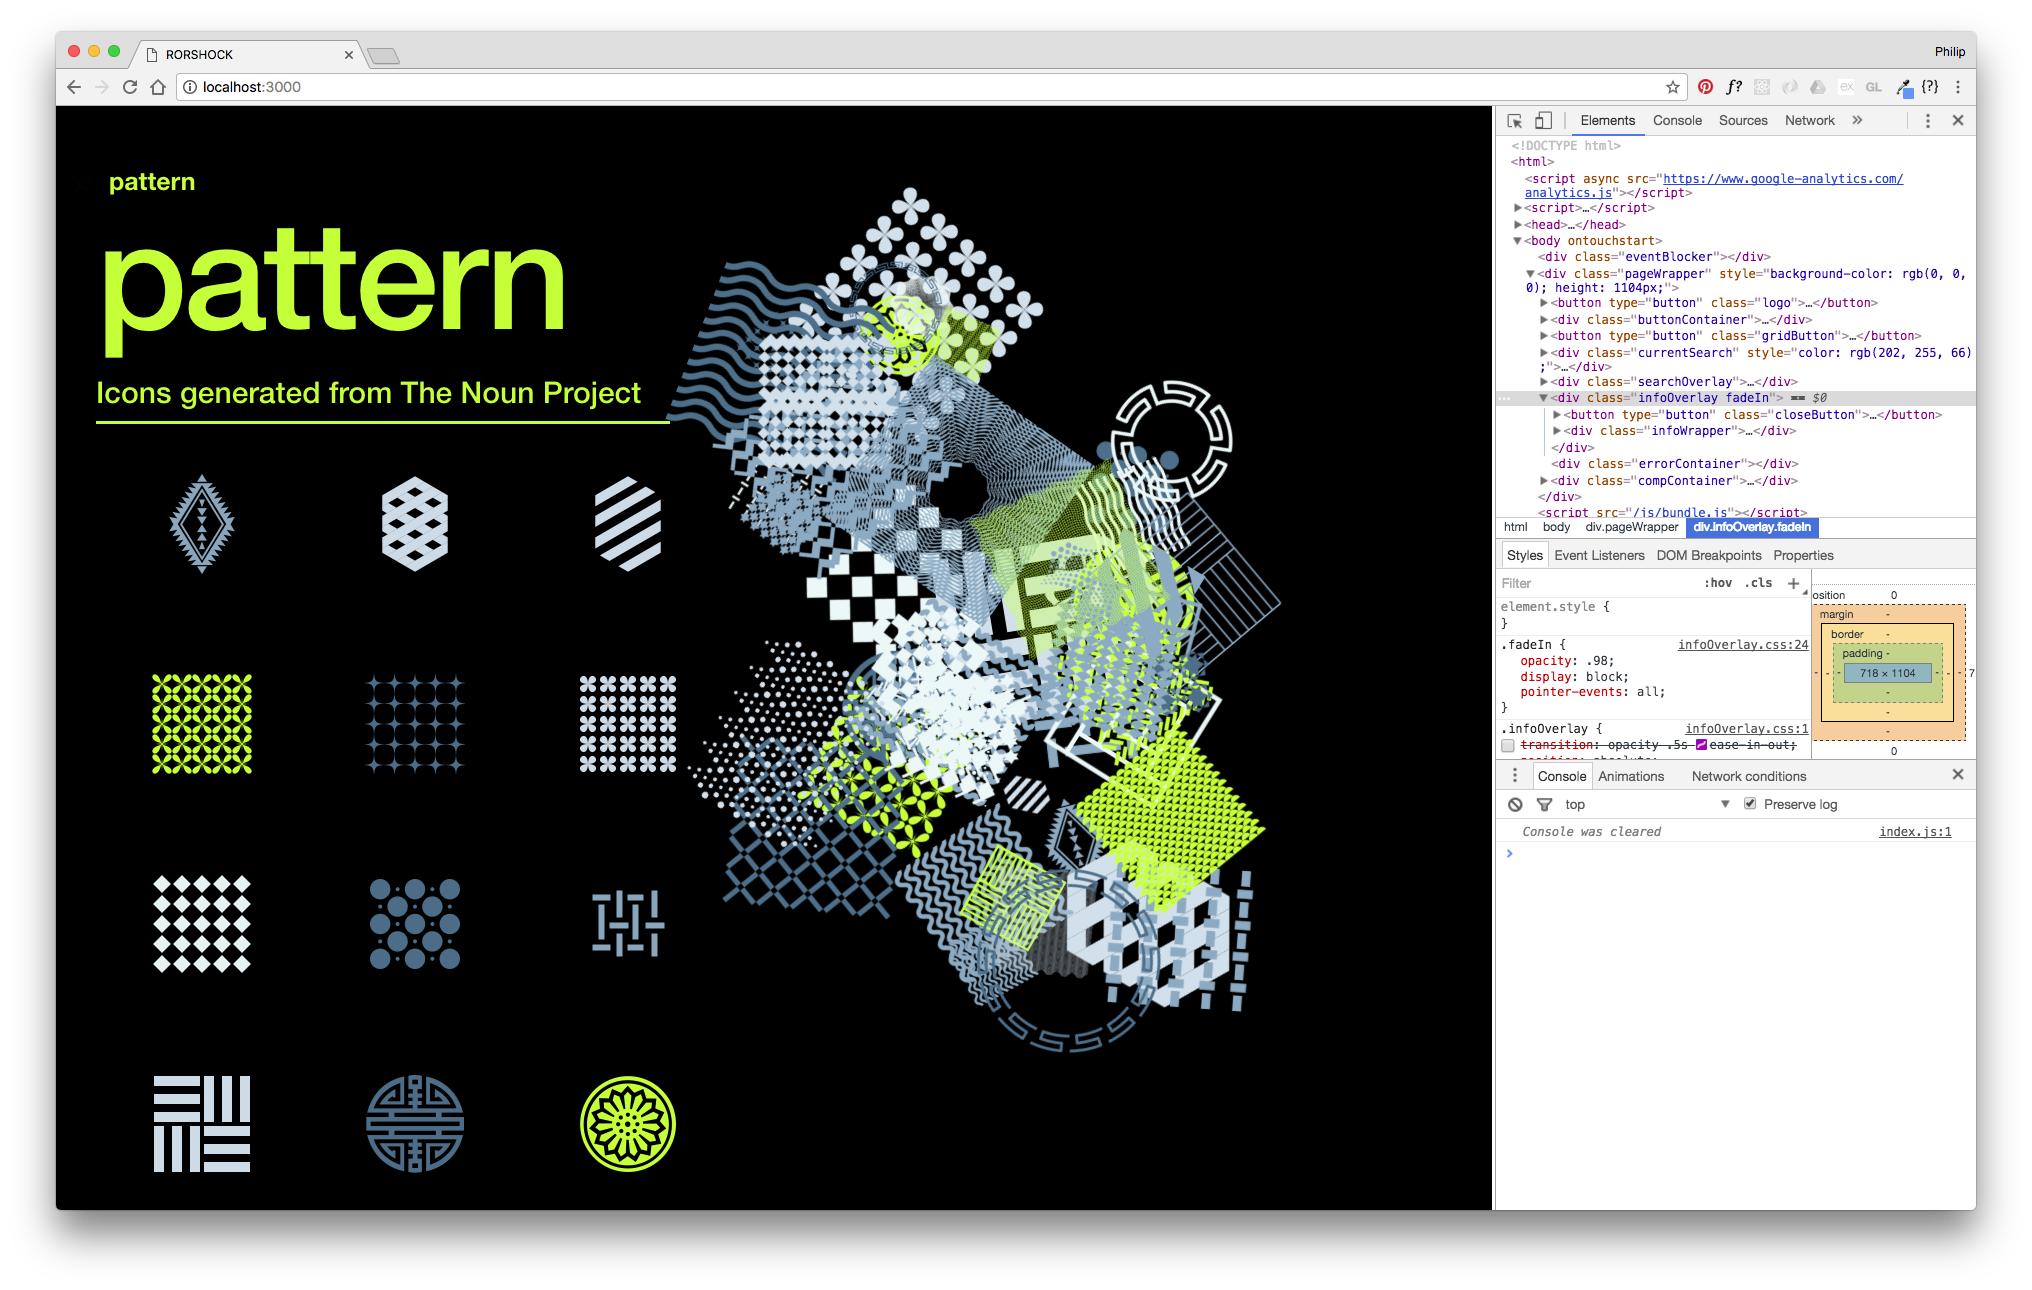 RORSHOCK
Philip
localhost:3000
f?
ex
GL
{?}
pattern
pattern
Icons generated from The Noun Project
Elements Console Sources Network »
<!DOCTYPE html>
<html>
<script async src="https://www.google-analytics.com/
analytics.js"></script>
<script>…</script>
<head>…</head>
<body ontouchstart>
<div class="eventBlocker"></div>
<div class="pageWrapper" style="background-color: rgb(0, 0,
0); height: 1104px;">
<button type="button" class="logo">…</button>
<div class="buttonContainer">…</div>
<button type="button" class="gridButton">…</button>
<div class="currentSearch" style="color: rgb(202, 255, 66)
;">…</div>
<div class="searchOverlay">…</div>
<div class="infoOverlay fadeIn"> == $0
<button type="button" class="closeButton">…</button>
<div class="infoWrapper">…</div>
</div>
<div class="errorContainer"></div>
<div class="compContainer">…</div>
</div>
<script src="/js/bundle.js"></script>
html body div.pageWrapper div.infoOverlay.fadeIn
Styles Event Listeners DOM Breakpoints Properties
Filter :hov .cls +
element.style {
}
.fadeIn { infoOverlay.css:24
opacity: .98;
display: block;
pointer-events: all;
}
.infoOverlay { infoOverlay.css:1
transition: opacity .5s ease-in-out;
position: absolute;
osition 0
margin -
border -
padding -
- - - 718 × 1104 - - - 7
-
-
-
0
Console Animations Network conditions
top Preserve log
Console was cleared index.js:1